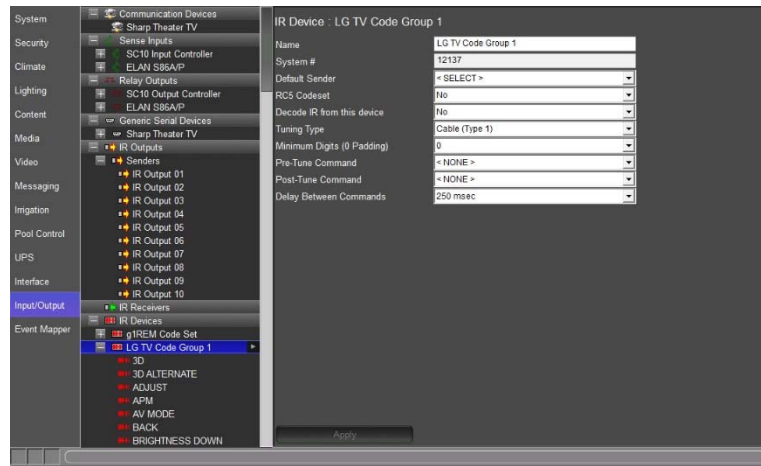 System
Security
Climate
Lighting
Content
Media
Video
Messaging
Irrigation
Pool Control
UPS
Interface
Input/Output
Event Mapper
Communication Devices
Sharp Theater TV
Sense Inputs
SC10 Input Controller
ELAN S86A/P
Relay Outputs
SC10 Output Controller
ELAN S86A/P
Generic Serial Devices
Sharp Theater TV
IR Outputs
Senders
IR Output 01
IR Output 02
IR Output 03
IR Output 04
IR Output 05
IR Output 06
IR Output 07
IR Output 08
IR Output 09
IR Output 10
IR Receivers
IR Devices
g1REM Code Set
LG TV Code Group 1
3D
3D ALTERNATE
ADJUST
APM
AV MODE
BACK
BRIGHTNESS DOWN
IR Device : LG TV Code Group 1
Name LG TV Code Group 1
System # 12137
Default Sender < SELECT >
RC5 Codeset No
Decode IR from this device No
Tuning Type Cable (Type 1)
Minimum Digits (0 Padding) 0
Pre-Tune Command < NONE >
Post-Tune Command < NONE >
Delay Between Commands 250 msec
Apply